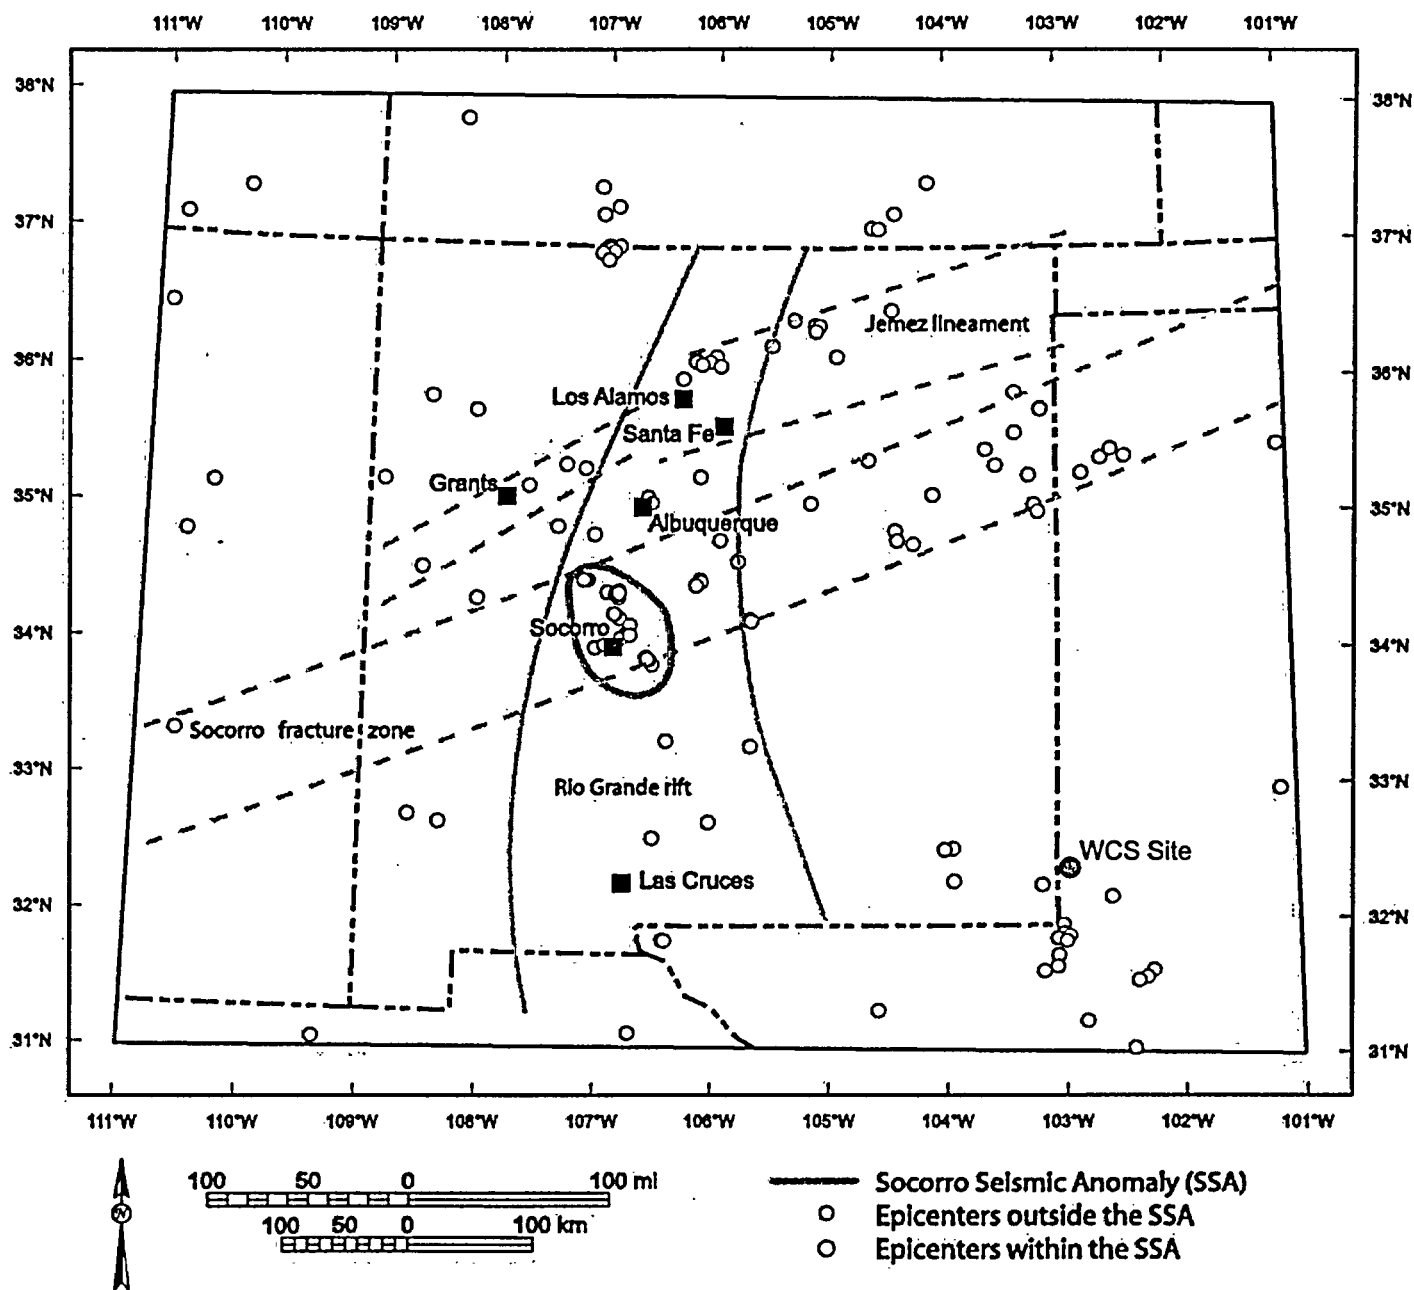 111°W 110°W 109°W 108°W 107°W 106°W 105°W 104°W 103°W 102°W 101°W
38°N 38°N
37°N 37°N
Jemez lineament
36°N 36°N
Los Alamos
Santa Fe
Grants
35°N 35°N
Albuquerque
Socorro
34°N 34°N
Socorro fracture zone
33°N 33°N
Rio Grande rift
WCS Site
Las Cruces
32°N 32°N
31°N 31°N
111°W 110°W 109°W 108°W 107°W 106°W 105°W 104°W 103°W 102°W 101°W
100 50 0 100 mi
100 50 0 100 km
N
Socorro Seismic Anomaly (SSA)
Epicenters outside the SSA
Epicenters within the SSA